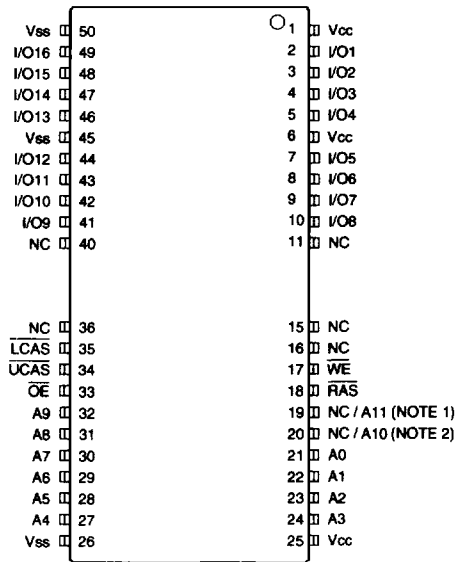 Vss 50 1 Vcc
I/O16 49 2 I/O1
I/O15 48 3 I/O2
I/O14 47 4 I/O3
I/O13 46 5 I/O4
Vss 45 6 Vcc
I/O12 44 7 I/O5
I/O11 43 8 I/O6
I/O10 42 9 I/O7
I/O9 41 10 I/O8
NC 40 11 NC
NC 36 15 NC
LCAS 35 16 NC
UCAS 34 17 WE
OE 33 18 RAS
A9 32 19 NC / A11 (NOTE 1)
A8 31 20 NC / A10 (NOTE 2)
A7 30 21 A0
A6 29 22 A1
A5 28 23 A2
A4 27 24 A3
Vss 26 25 Vcc